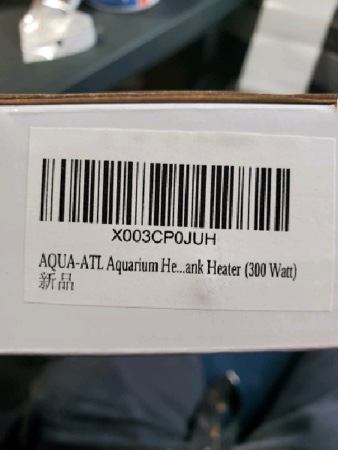 X003CP0JUH
AQUA-ATL Aquarium He...ank Heater (300 Watt)
新品